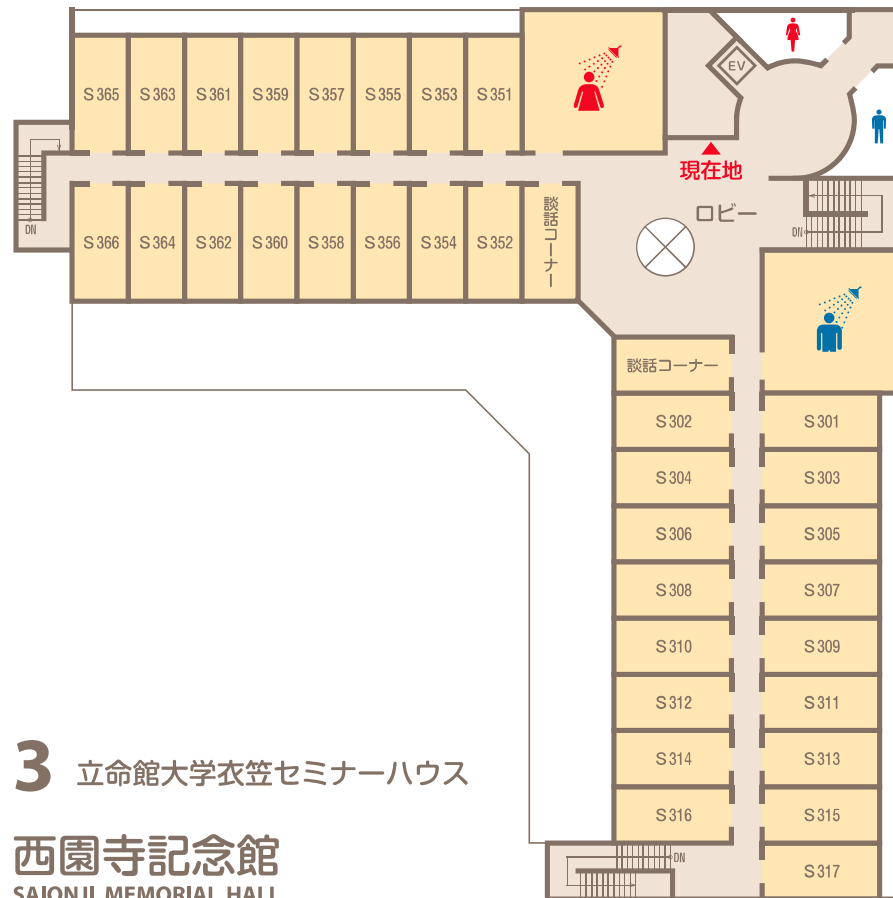 EV
現在地
ロビー
DN
S365
S363
S361
S359
S357
S355
S353
S351
DN
S366
S364
S362
S360
S358
S356
S354
S352
談話コーナー
談話コーナー
S302
S301
S304
S303
S306
S305
S308
S307
S310
S309
S312
S311
S314
S313
S316
S315
DN
S317
3 立命館大学衣笠セミナーハウス
西園寺記念館
SAIONJI MEMORIAL HALL